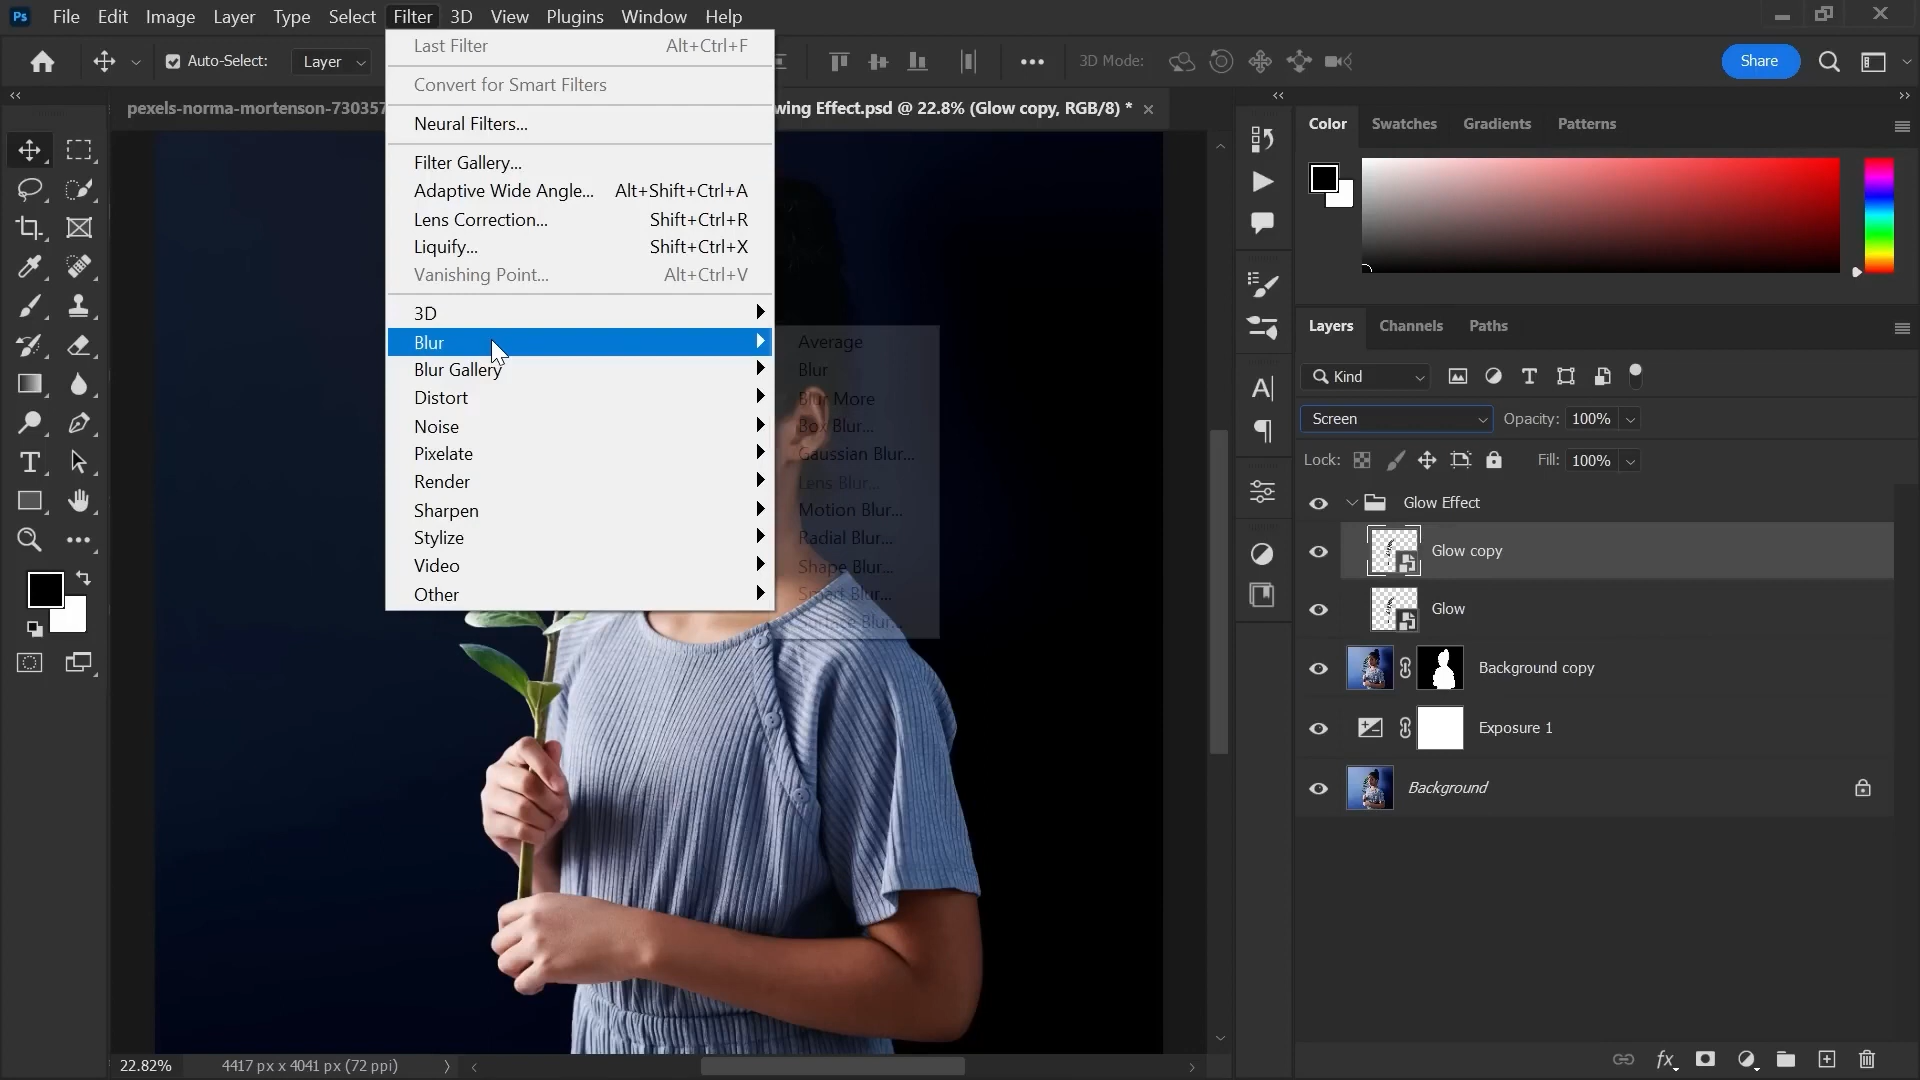 Ps File Edit Image Layer Type Select Filter 3D View Plugins Window Help
Auto-Select: Layer
3D Mode:
Share
pexels-norma-mortenson-730357
wing Effect.psd @ 22.8% (Glow copy, RGB/8) *
Last Filter Alt+Ctrl+F
Convert for Smart Filters
Neural Filters...
Filter Gallery...
Adaptive Wide Angle... Alt+Shift+Ctrl+A
Lens Correction... Shift+Ctrl+R
Liquify... Shift+Ctrl+X
Vanishing Point... Alt+Ctrl+V
3D
Blur
Blur Gallery
Distort
Noise
Pixelate
Render
Sharpen
Stylize
Video
Other
Average
Blur
Blur More
Box Blur...
Gaussian Blur...
Lens Blur...
Motion Blur...
Radial Blur...
Shape Blur...
Smart Blur...
Surface Blur...
Color Swatches Gradients Patterns
Layers Channels Paths
Kind
Screen Opacity: 100%
Lock: Fill: 100%
Glow Effect
Glow copy
Glow
Background copy
Exposure 1
Background
22.82% 4417 px x 4041 px (72 ppi)